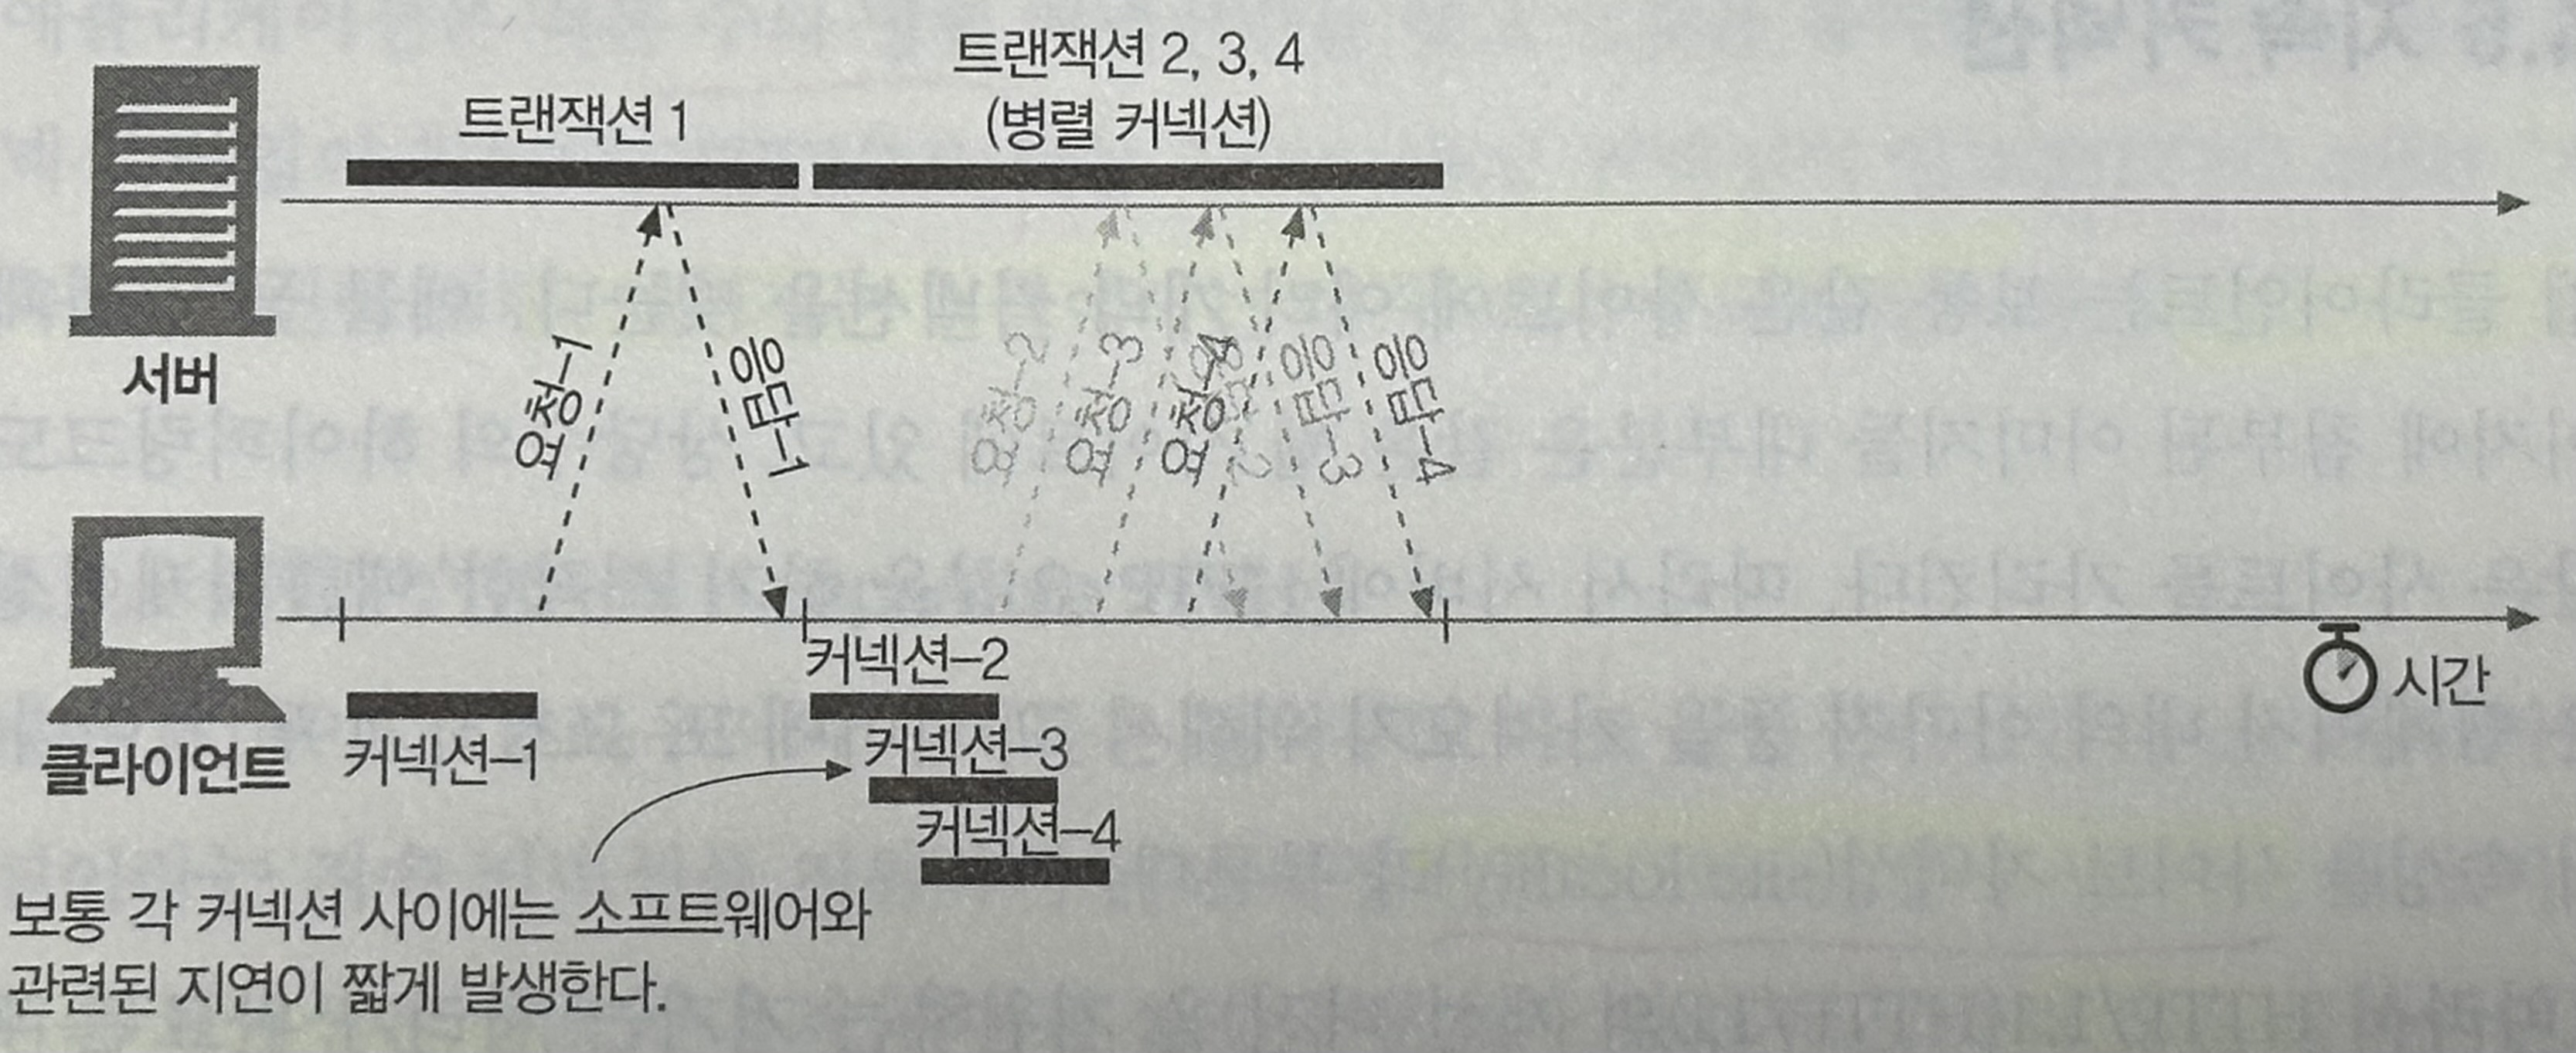 트랜잭션 2, 3, 4
(병렬 커넥션)
트랜잭션 1
서버
요청-1
응답-1
요청-2
요청-3
요청-4
응답-2
응답-3
응답-4
클라이언트
커넥션-1
커넥션-2
커넥션-3
커넥션-4
시간
보통 각 커넥션 사이에는 소프트웨어와
관련된 지연이 짧게 발생한다.